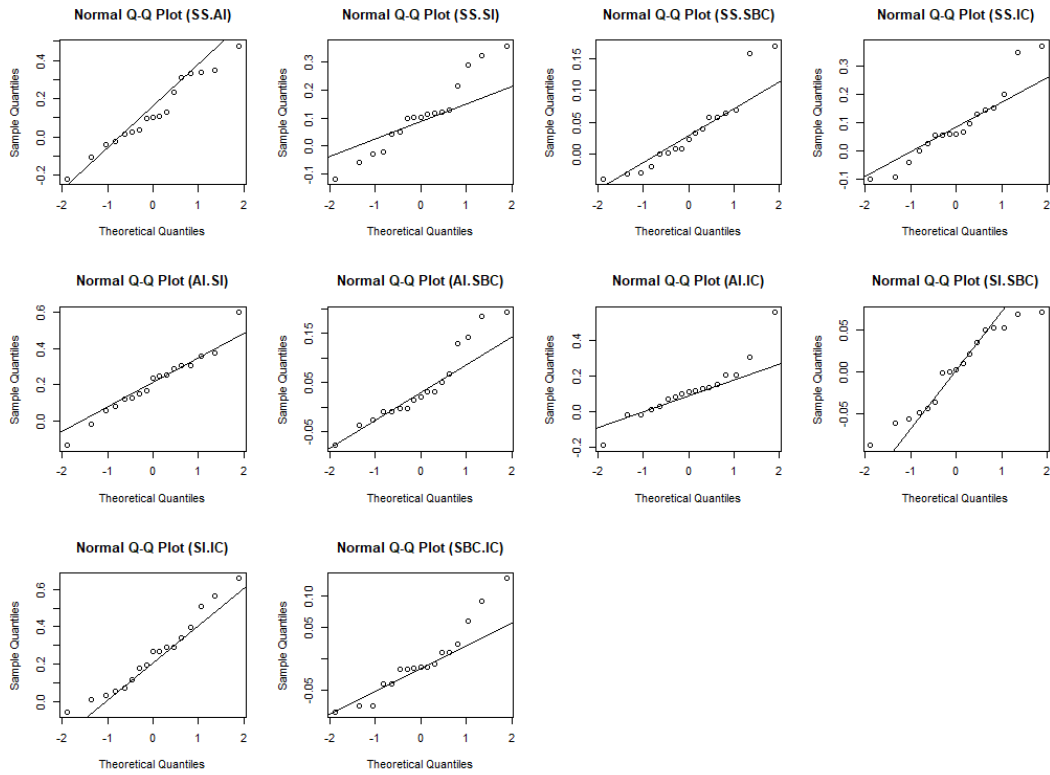 Normal Q-Q Plot (SS.AI)
Sample Quantiles
-0.2 0.0 0.2 0.4
-2 -1 0 1 2
Theoretical Quantiles
Normal Q-Q Plot (SS.SI)
Sample Quantiles
-0.1 0.1 0.2 0.3
-2 -1 0 1 2
Theoretical Quantiles
Normal Q-Q Plot (SS.SBC)
Sample Quantiles
0.00 0.05 0.10 0.15
-2 -1 0 1 2
Theoretical Quantiles
Normal Q-Q Plot (SS.IC)
Sample Quantiles
-0.1 0.1 0.2 0.3
-2 -1 0 1 2
Theoretical Quantiles
Normal Q-Q Plot (AI.SI)
Sample Quantiles
0.0 0.2 0.4 0.6
-2 -1 0 1 2
Theoretical Quantiles
Normal Q-Q Plot (AI.SBC)
Sample Quantiles
-0.05 0.05 0.15
-2 -1 0 1 2
Theoretical Quantiles
Normal Q-Q Plot (AI.IC)
Sample Quantiles
-0.2 0.0 0.2 0.4
-2 -1 0 1 2
Theoretical Quantiles
Normal Q-Q Plot (SI.SBC)
Sample Quantiles
-0.05 0.00 0.05
-2 -1 0 1 2
Theoretical Quantiles
Normal Q-Q Plot (SI.IC)
Sample Quantiles
0.0 0.2 0.4 0.6
-2 -1 0 1 2
Theoretical Quantiles
Normal Q-Q Plot (SBC.IC)
Sample Quantiles
-0.05 0.05 0.10
-2 -1 0 1 2
Theoretical Quantiles